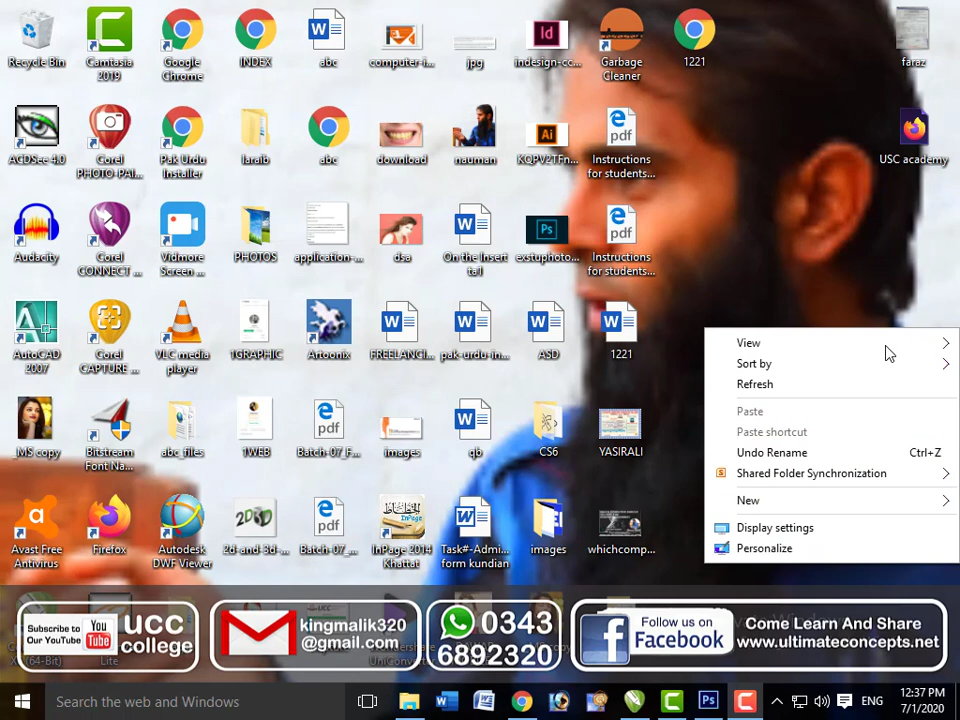 Recycle Bin
Camtasia 2019
Google Chrome
INDEX
abc
computer-i...
jpg
indesign-cc...
Garbage Cleaner
1221
faraz
ACDSee 4.0
Corel PHOTO-PAI...
Pak Urdu Installer
laraib
abc
download
nauman
KQPV2TFn...
Instructions for students...
USC academy
Audacity
Corel CONNECT ...
Vidmore Screen ...
PHOTOS
application-...
dsa
On the Insert ta1
exstuphoto...
Instructions for students...
AutoCAD 2007
Corel CAPTURE ...
VLC media player
1GRAPHIC
Artoonix
FREELANCI...
pak-urdu-in...
ASD
1221
_MS copy
Bitstream Font Na...
abc_files
1WEB
Batch-07_F...
images
qb
CS6
YASIRALI
Avast Free Antivirus
Firefox
Autodesk DWF Viewer
2d-and-3d-...
Batch-07_...
InPage 2014 Khattat
Task#-Admi... form kundian
images
whichcomp...
View
Sort by
Refresh
Paste
Paste shortcut
Undo Rename Ctrl+Z
Shared Folder Synchronization
New
Display settings
Personalize
Subscribe to
Our YouTube
You Tube
ucc
college
kingmalik320
@gmail.com
0343
6892320
Follow us on
Facebook
Come Learn And Share
www.ultimateconcepts.net
Search the web and Windows
ENG
12:37 PM
7/1/2020